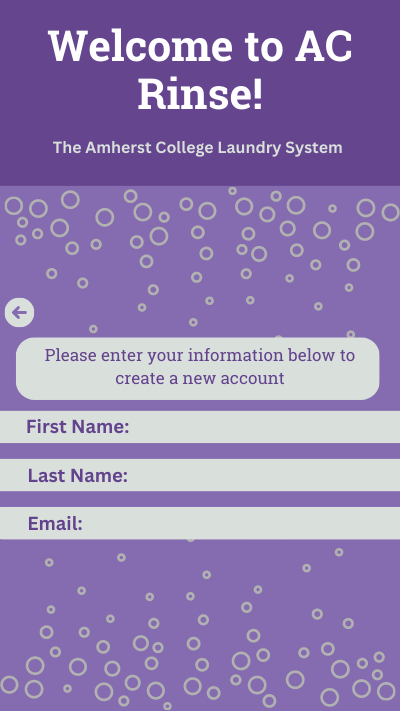 Welcome to AC
Rinse!
The Amherst College Laundry System
Please enter your information below to
create a new account
First Name:
Last Name:
Email: